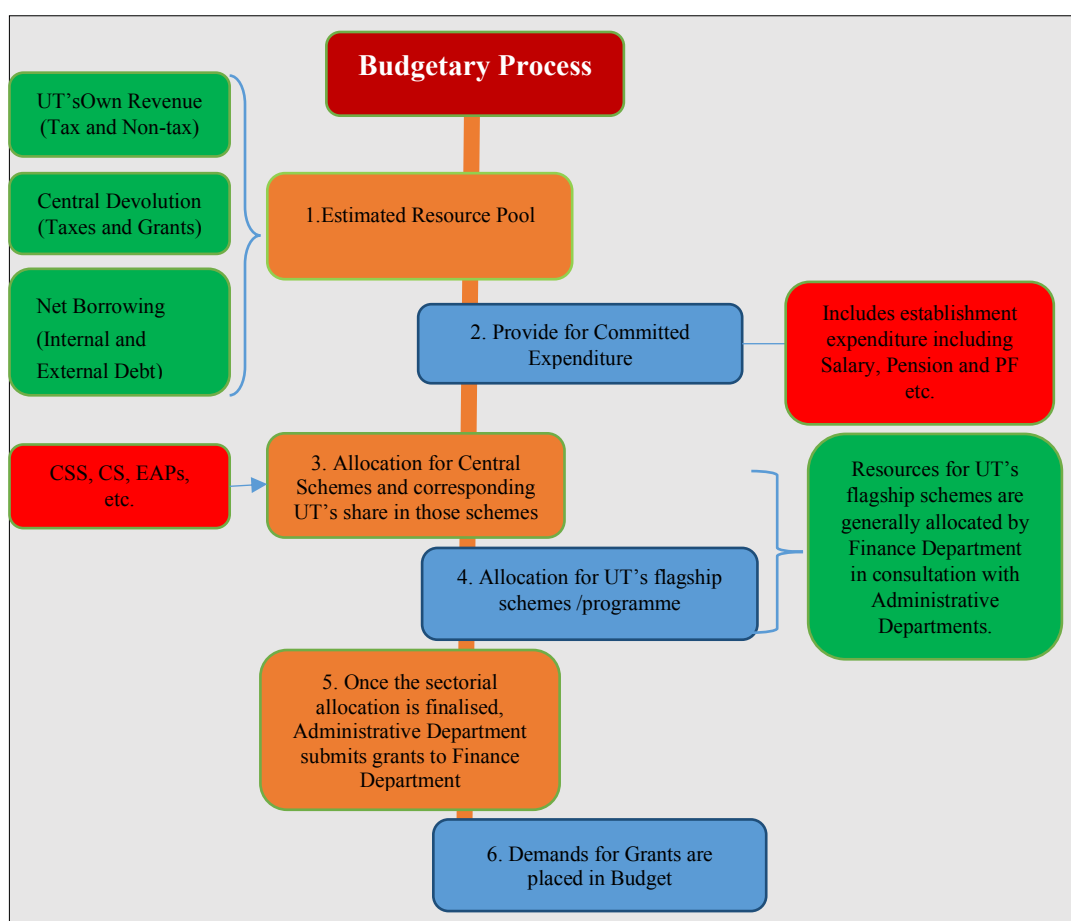 Budgetary Process
UT'sOwn Revenue
(Tax and Non-tax)
Central Devolution
(Taxes and Grants)
Net Borrowing
(Internal and
External Debt)
1.Estimated Resource Pool
2. Provide for Committed
Expenditure
Includes establishment
expenditure including
Salary, Pension and PF
etc.
CSS, CS, EAPs,
etc.
3. Allocation for Central
Schemes and corresponding
UT's share in those schemes
4. Allocation for UT's flagship
schemes /programme
Resources for UT's
flagship schemes are
generally allocated by
Finance Department
in consultation with
Administrative
Departments.
5. Once the sectorial
allocation is finalised,
Administrative Department
submits grants to Finance
Department
6. Demands for Grants are
placed in Budget